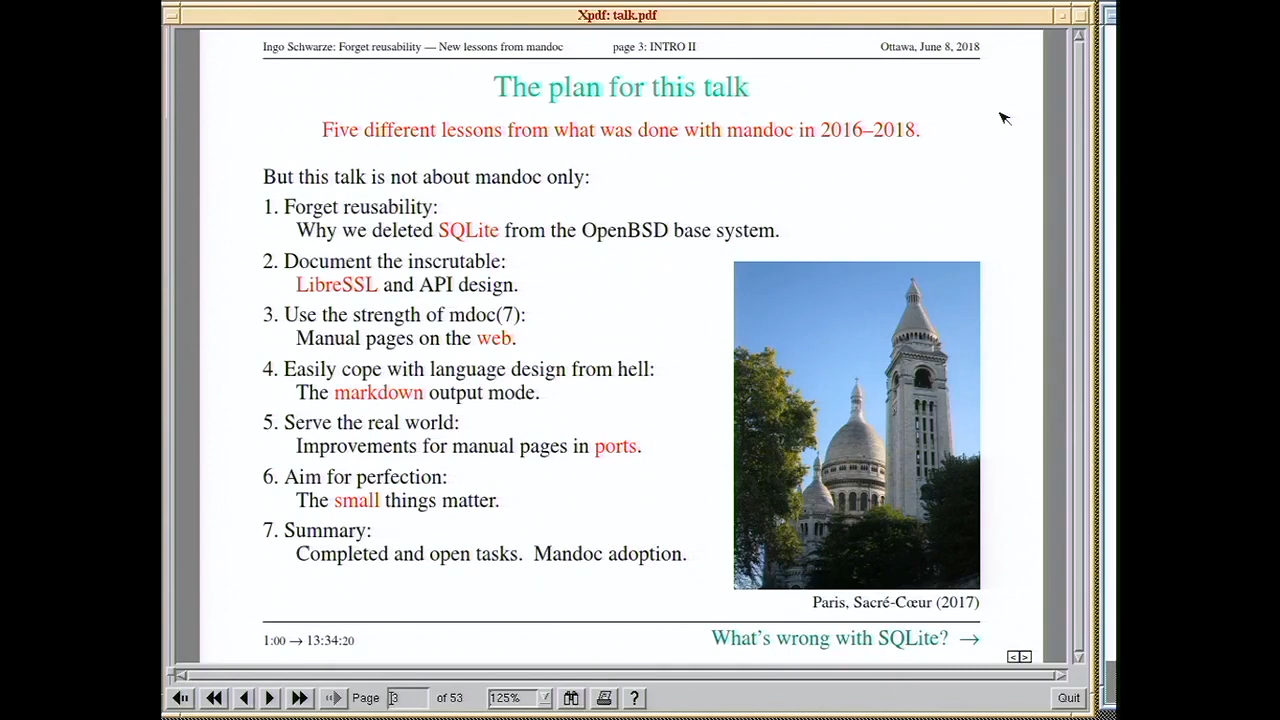 Xpdf: talk.pdf
Ingo Schwarze: Forget reusability — New lessons from mandoc page 3: INTRO II Ottawa, June 8, 2018
The plan for this talk
Five different lessons from what was done with mandoc in 2016–2018.
But this talk is not about mandoc only:
1. Forget reusability:
Why we deleted SQLite from the OpenBSD base system.
2. Document the inscrutable:
LibreSSL and API design.
3. Use the strength of mdoc(7):
Manual pages on the web.
4. Easily cope with language design from hell:
The markdown output mode.
5. Serve the real world:
Improvements for manual pages in ports.
6. Aim for perfection:
The small things matter.
7. Summary:
Completed and open tasks. Mandoc adoption.
Paris, Sacré-Cœur (2017)
1:00 → 13:34:20 What's wrong with SQLite? →
Page 3 of 53 125% ? Quit